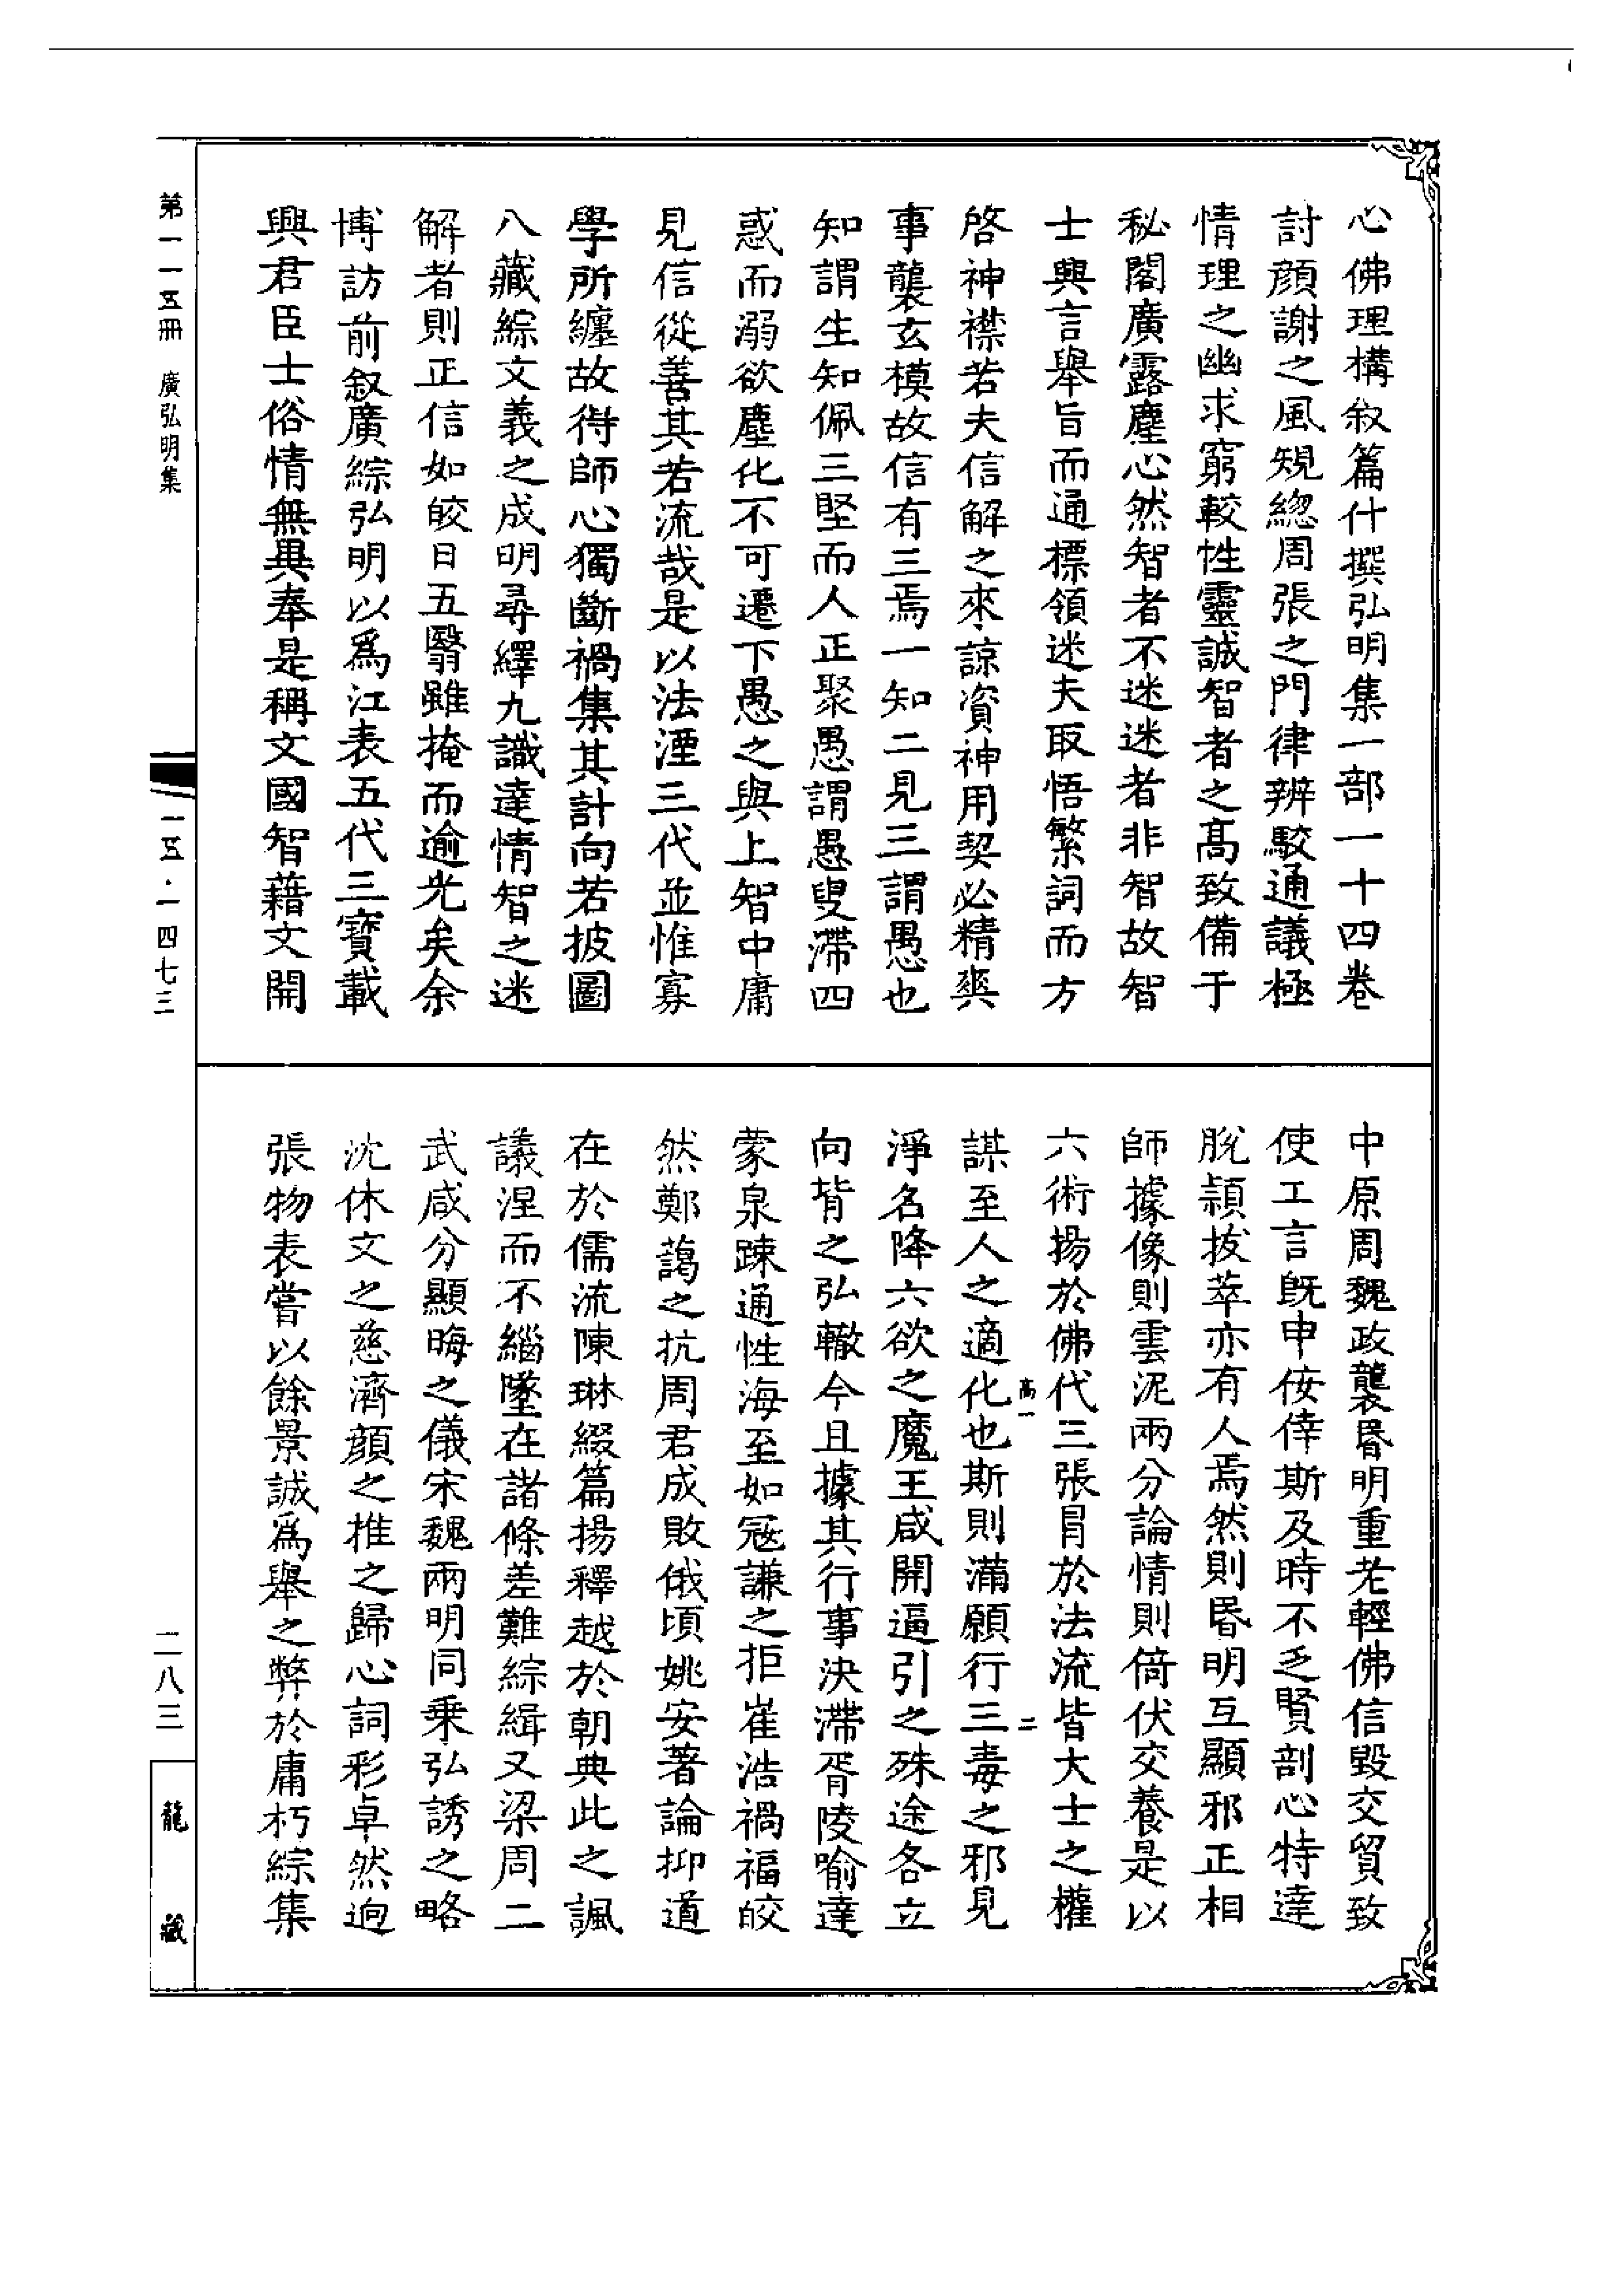 心佛理構叙篇什撰弘明集一部一十四卷
討顔謝之風規總周張之門律辨駁通議極
情理之幽求窮較性靈誠智者之髙致備于
秘閣廣露塵心然智者不迷迷者非智故智
士興言舉旨而通標領迷夫取悟繁詞而方
啓神襟若夫信解之來諒資神用契必精爽
事襲玄模故信有三焉一知二見三謂愚也
知謂生知佩三堅而人正聚愚謂愚叟滯四
惑而溺欲塵化不可遷下愚之與上智中庸
見信從善其若流哉是以法湮三代並惟寡
學所纏故得師心獨斷禍集其計向若披圖
八藏綜文義之成明尋繹九識達情智之迷
解者則正信如皎日五翳雖掩而逾光矣余
博訪前叙廣綜弘明以爲江表五代三寶載
興君臣士俗情無異奉是稱文國智藉文開
中原周魏政襲昏明重老輕佛信毀交貿致
使工言旣申佞倖斯及時不乏賢剖心特達
脫穎拔萃亦有人焉然則昏明互顯邪正相
師據像則雲泥兩分論情則倚伏交養是以
六術揚於佛代三張冐於法流皆大士之權
謀至人之適化也斯則滿願行三毒之邪見
高一
二
淨名降六欲之魔王咸開逼引之殊途各立
向背之弘轍今且據其行事決滯胥陵喻達
蒙泉踈通性海至如冦謙之拒崔浩禍福皎
然鄭藹之抗周君成敗俄頃姚安著論抑道
在於儒流陳琳綴篇揚釋越於朝典此之諷
議涅而不緇墜在諸條差難綜緝又梁周二
武咸分顯晦之儀宋魏兩明同乗弘誘之略
沈休文之慈濟顔之推之歸心詞彩卓然逈
張物表嘗以餘景誠爲舉之弊於庸朽綜集
第一一五冊 廣弘明集
一五·一四七三
二八三
龍藏